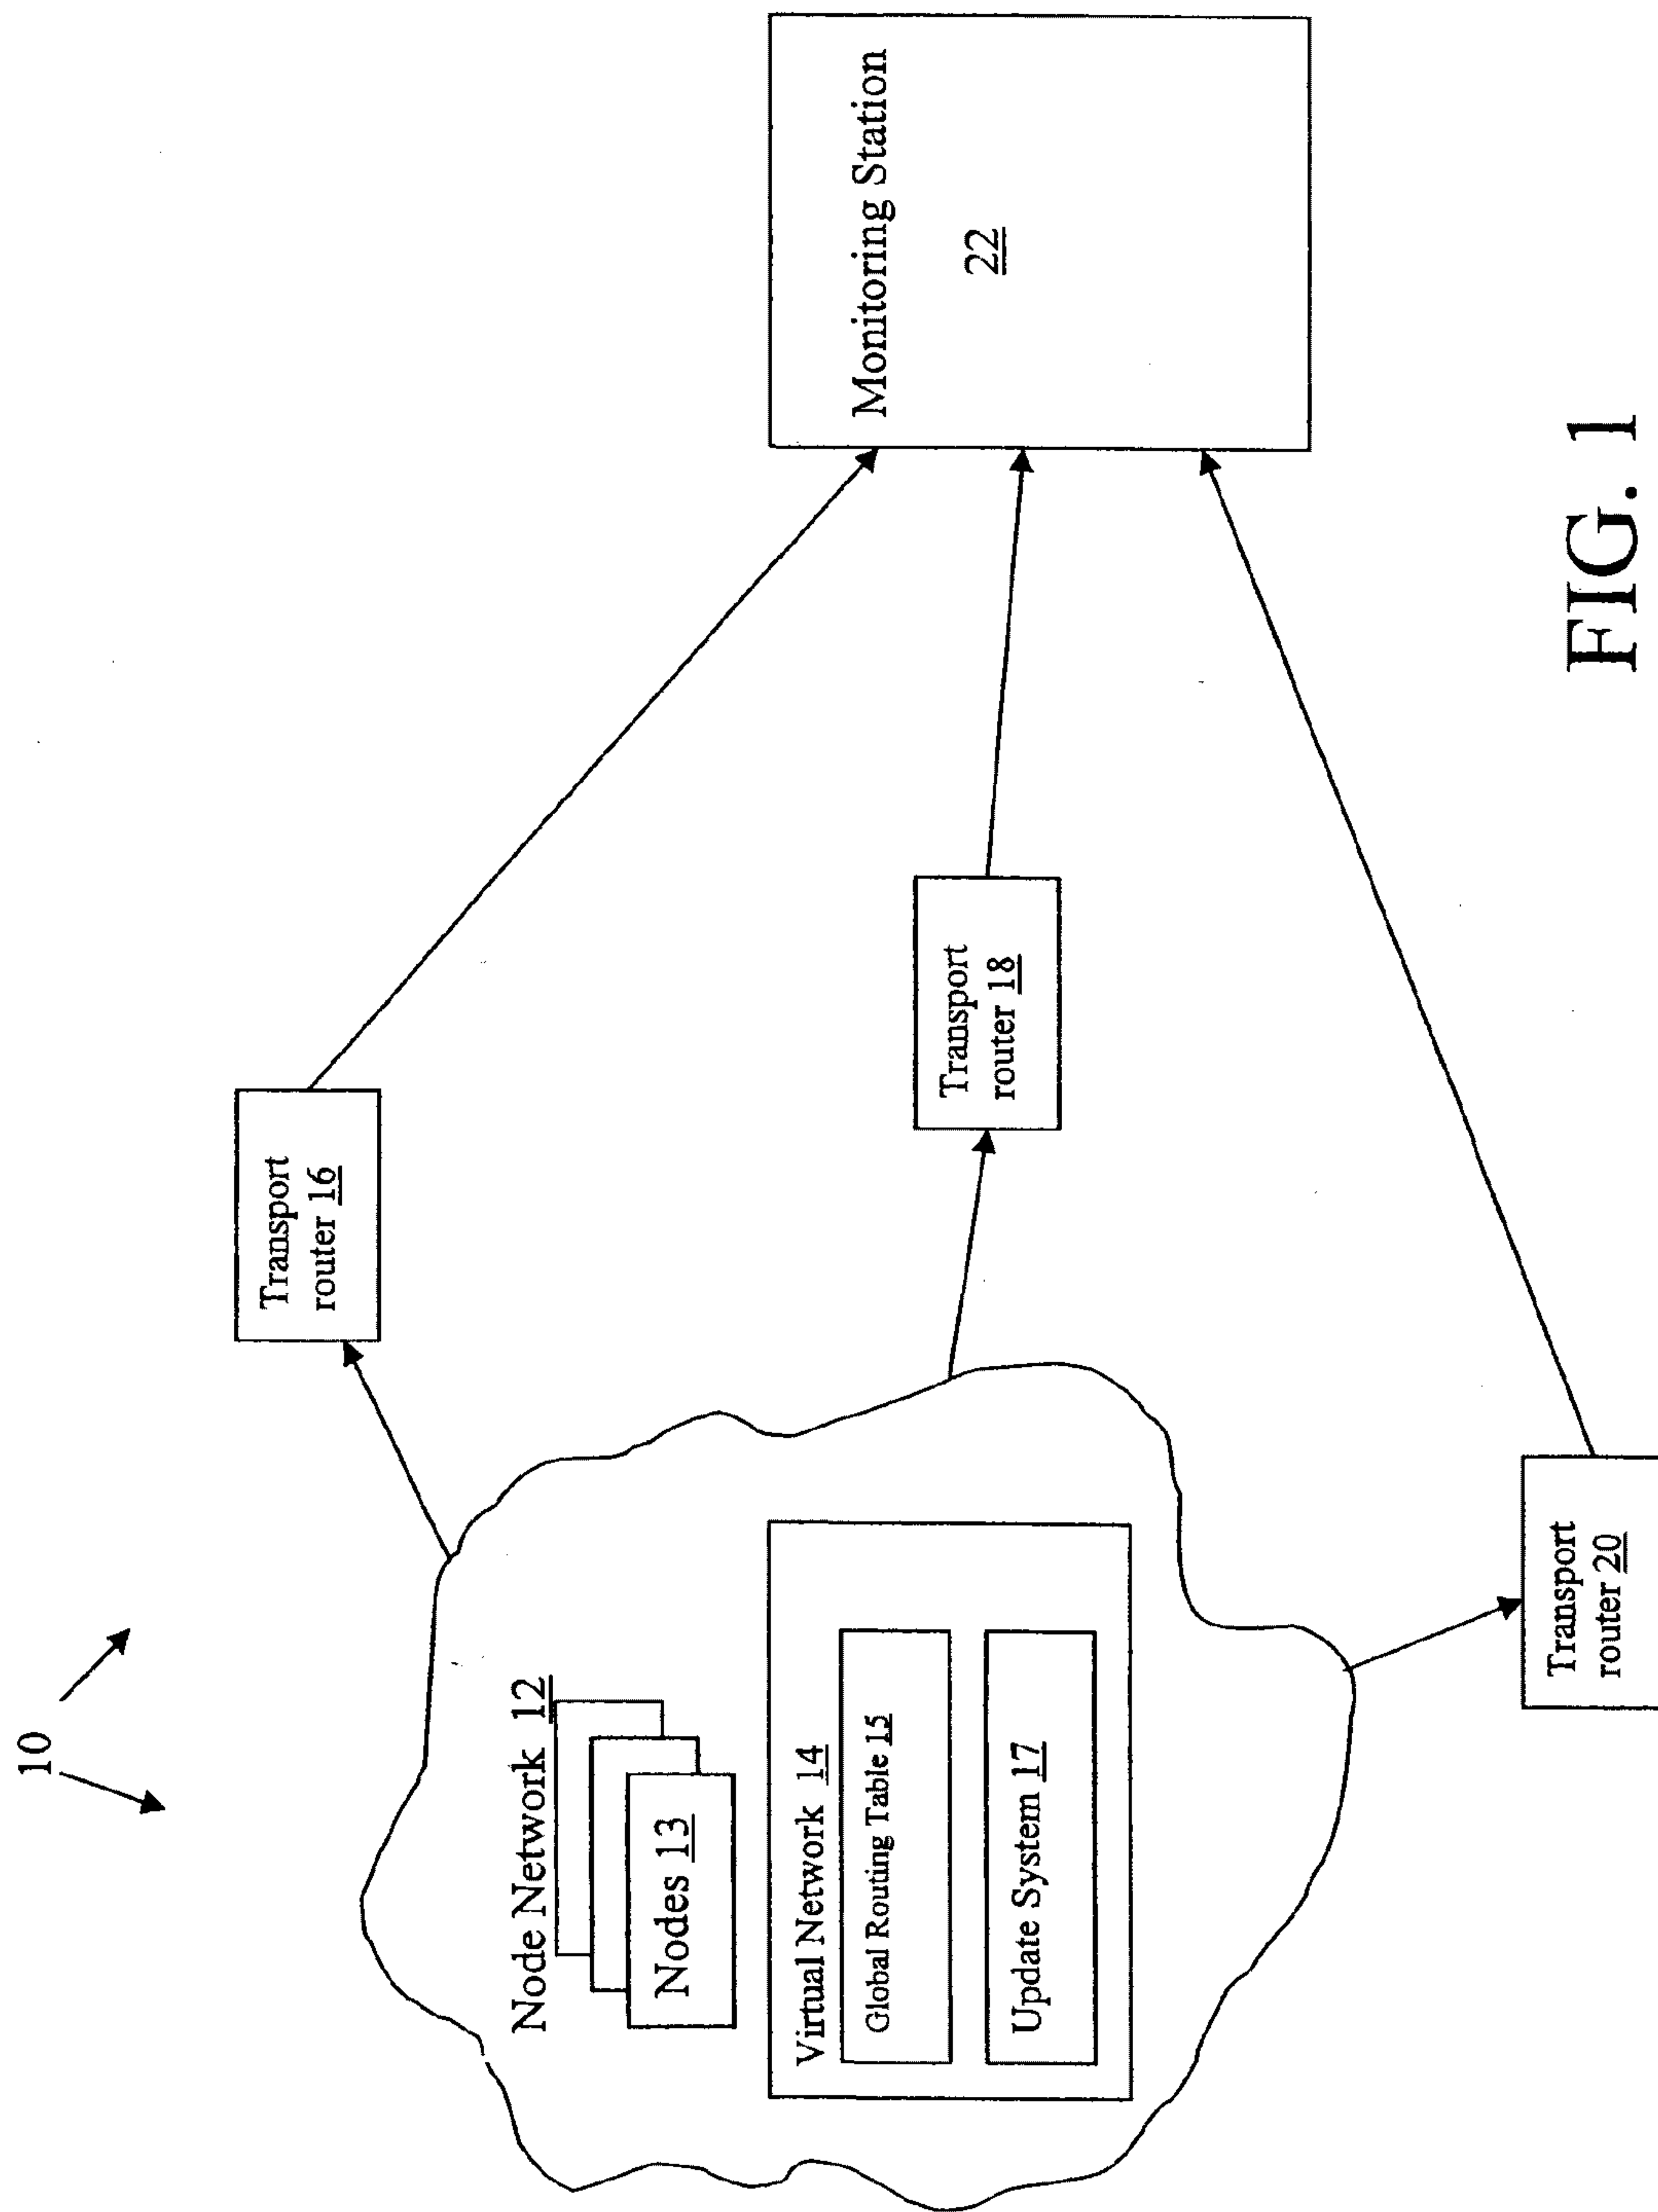 10
Node Network 12
Nodes 13
Virtual Network 14
Global Routing Table 15
Update System 17
Transport
router 16
Transport
router 18
Transport
router 20
Monitoring Station
22
FIG. 1